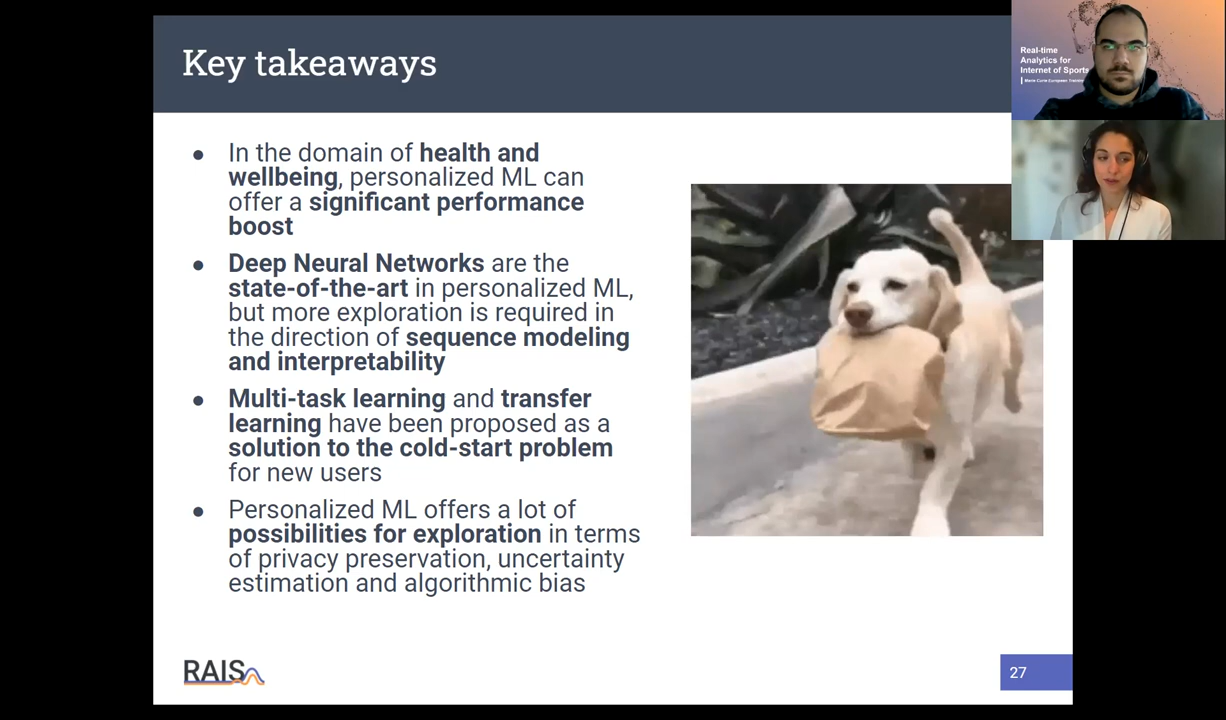 Key takeaways
Real-time
Analytics for
Internet of Sports
● In the domain of health and
wellbeing, personalized ML can
offer a significant performance
boost
● Deep Neural Networks are the
state-of-the-art in personalized ML,
but more exploration is required in
the direction of sequence modeling
and interpretability
● Multi-task learning and transfer
learning have been proposed as a
solution to the cold-start problem
for new users
● Personalized ML offers a lot of
possibilities for exploration in terms
of privacy preservation, uncertainty
estimation and algorithmic bias
RAIS
27